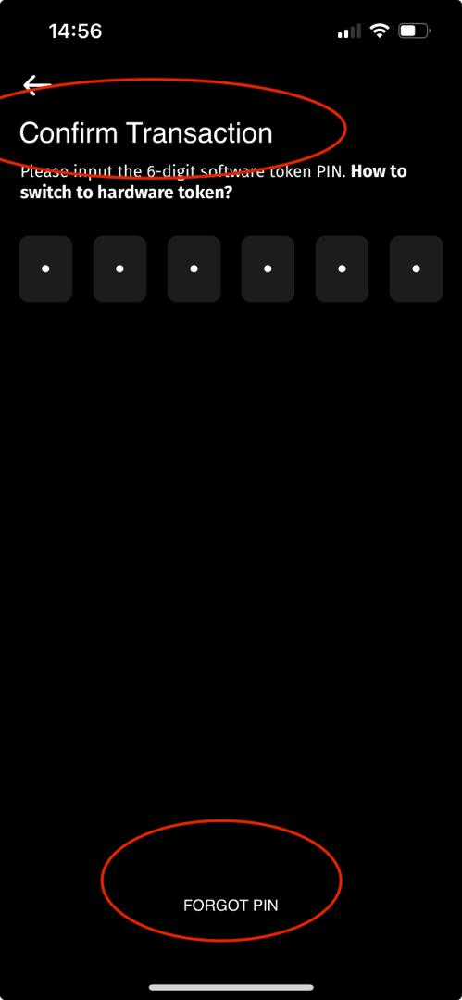 14:56
Confirm Transaction
Please input the 6-digit software token PIN. How to
switch to hardware token?
FORGOT PIN